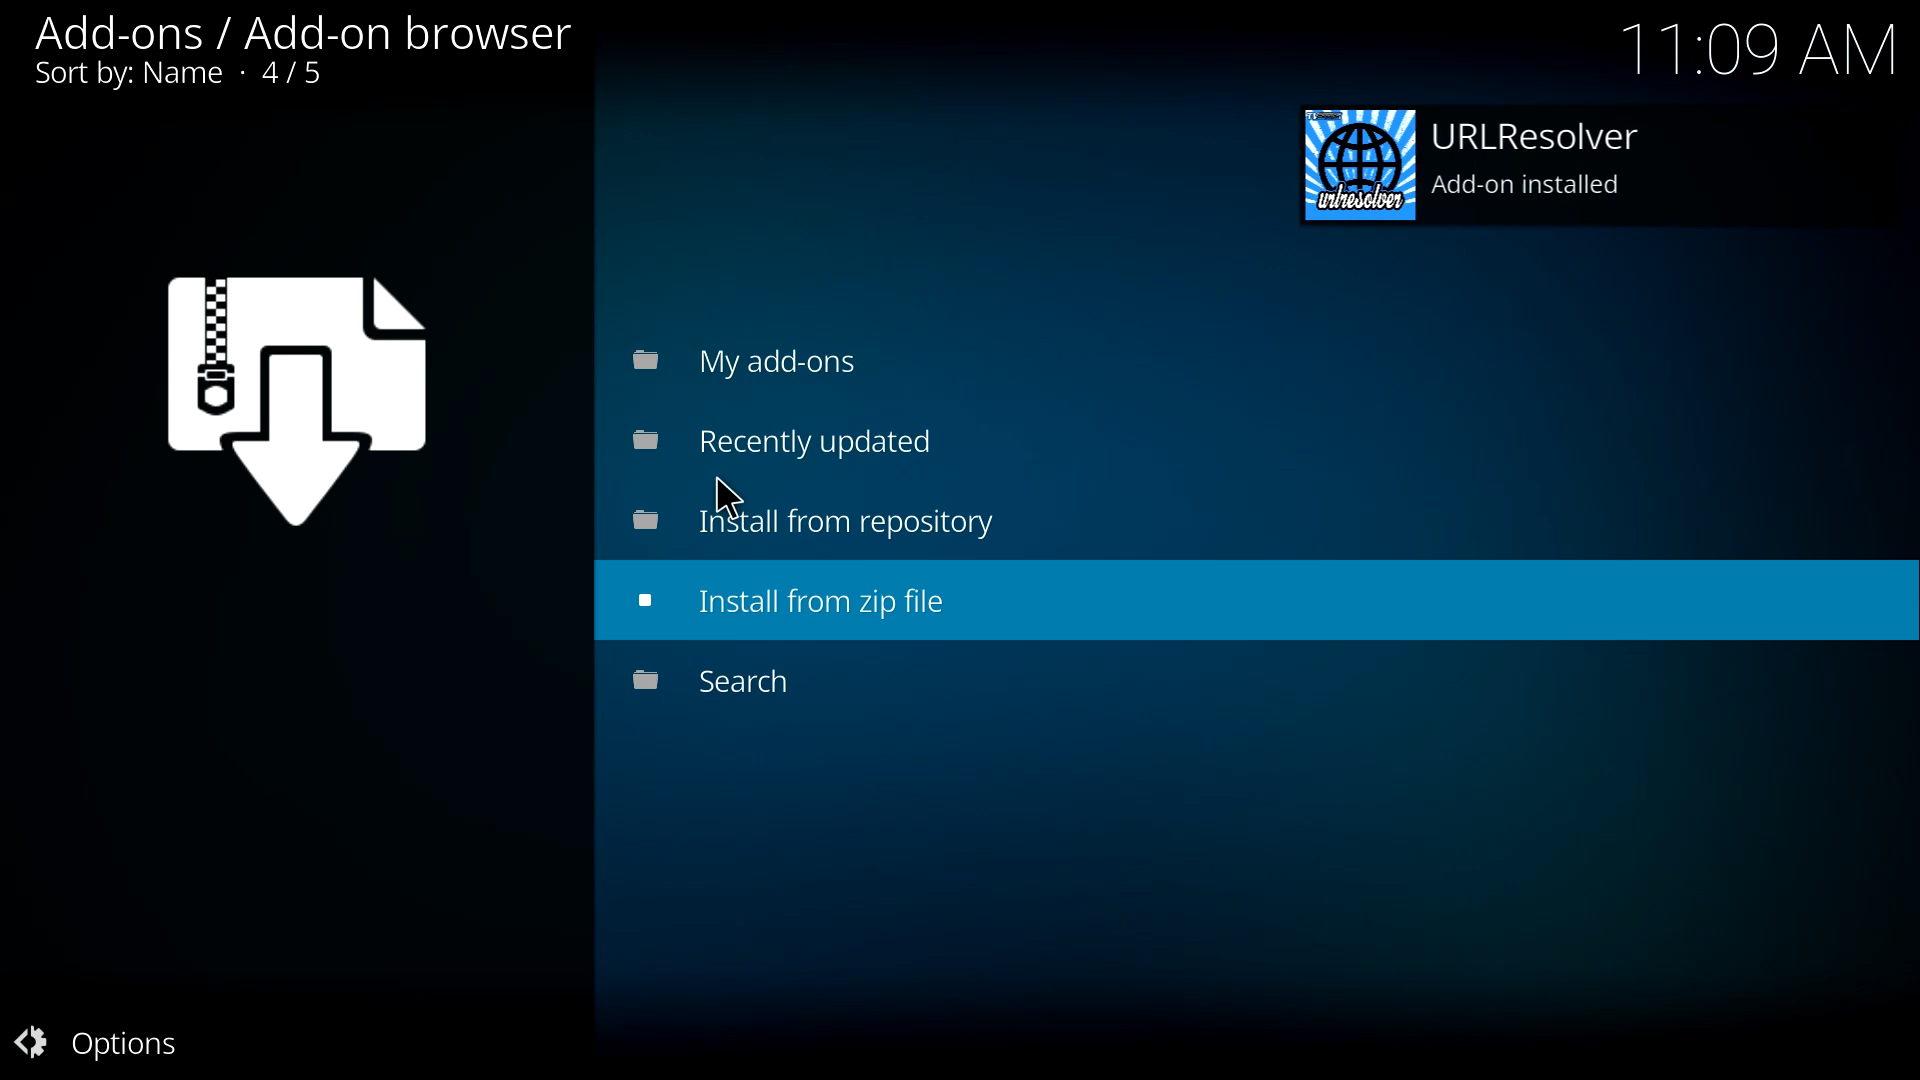 Add-ons / Add-on browser
Sort by: Name · 4 / 5
11:09 AM
URLResolver
Add-on installed
urlresolver
My add-ons
Recently updated
Install from repository
Install from zip file
Search
Options